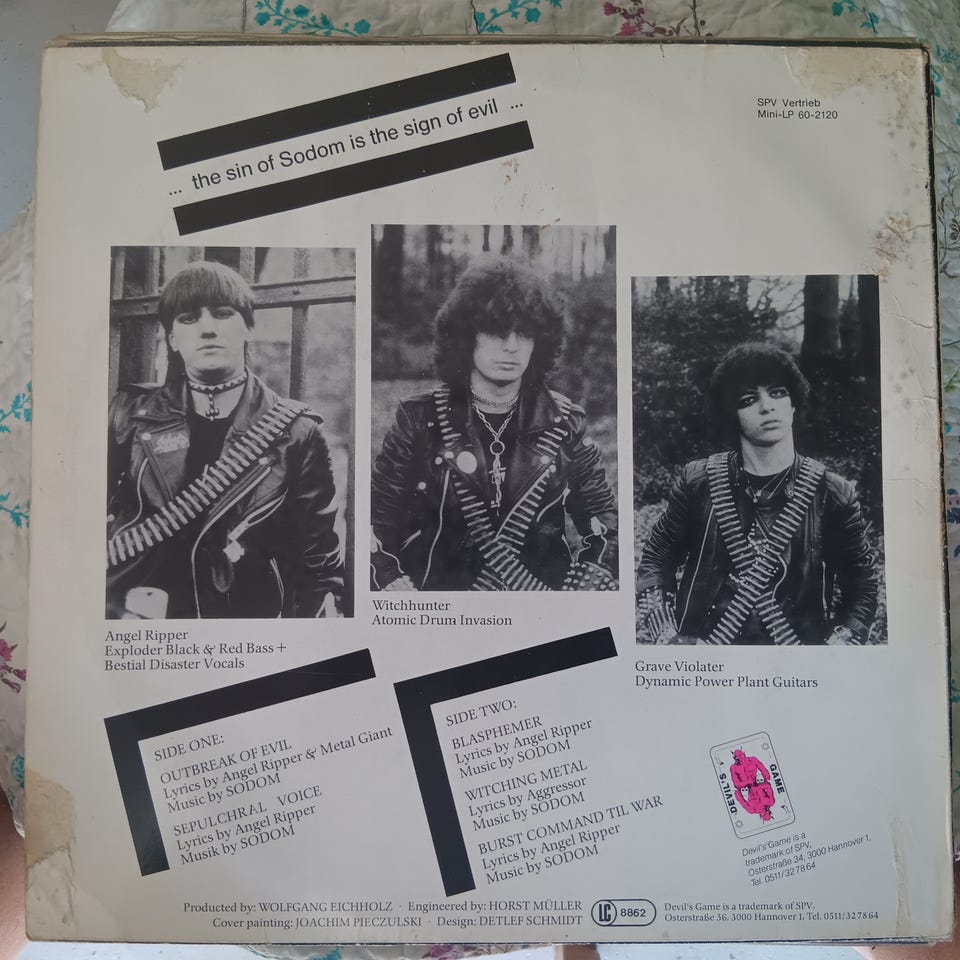 ... the sin of Sodom is the sign of evil ...
SPV Vertrieb
Mini-LP 60-2120
Angel Ripper
Exploder Black & Red Bass +
Bestial Disaster Vocals
Witchhunter
Atomic Drum Invasion
Grave Violater
Dynamic Power Plant Guitars
SIDE ONE:
OUTBREAK OF EVIL
Lyrics by Angel Ripper & Metal Giant
Music by SODOM
SEPULCHRAL VOICE
Lyrics by Angel Ripper
Musik by SODOM
SIDE TWO:
BLASPHEMER
Lyrics by Angel Ripper
Music by SODOM
WITCHING METAL
Lyrics by Aggressor
Music by SODOM
BURST COMMAND TIL WAR
Lyrics by Angel Ripper
Music by SODOM
DEVIL'S
GAME
Devil's Game is a
trademark of SPV,
Osterstraße 34, 3000 Hannover 1,
Tel. 0511/327864
Produced by: WOLFGANG EICHHOLZ · Engineered by: HORST MÜLLER
Cover painting: JOACHIM PIECZULSKI · Design: DETLEF SCHMIDT
LC 8862
Devil's Game is a trademark of SPV,
Osterstraße 36, 3000 Hannover 1. Tel. 0511/327864